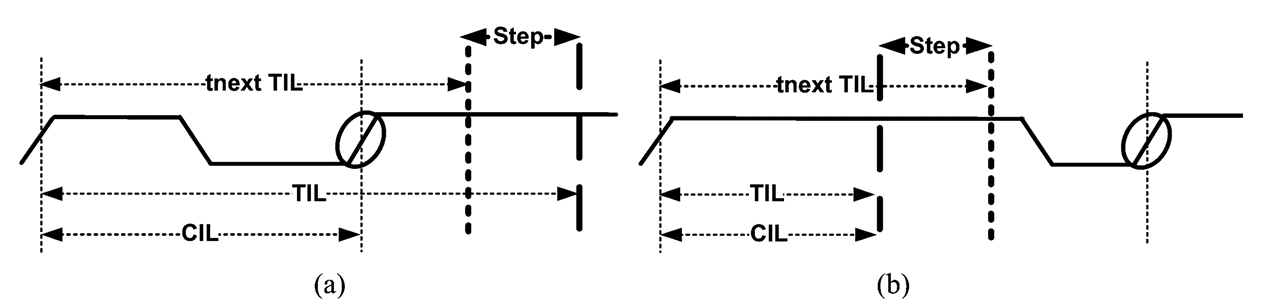 Step
tnext TIL
TIL
CIL
(a)
Step
tnext TIL
TIL
CIL
(b)